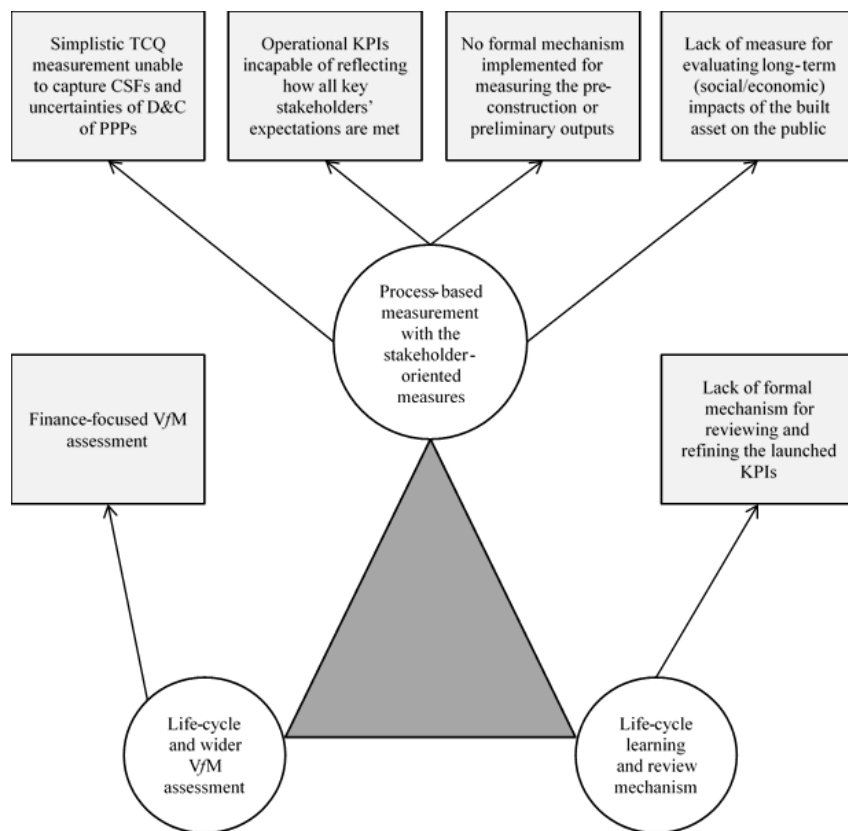 Simplistic TCQ
measurement unable
to capture CSFs and
uncertainties of D&C
of PPPs
Operational KPIs
incapable of reflecting
how all key
stakeholders’
expectations are met
No formal mechanism
implemented for
measuring the pre-
construction or
preliminary outputs
Lack of measure for
evaluating long-term
(social/economic)
impacts of the built
asset on the public
Process-based
measurement
with the
stakeholder-
oriented
measures
Finance-focused VfM
assessment
Lack of formal
mechanism for
reviewing and
refining the launched
KPIs
Life-cycle
and wider
VfM
assessment
Life-cycle
learning
and review
mechanism